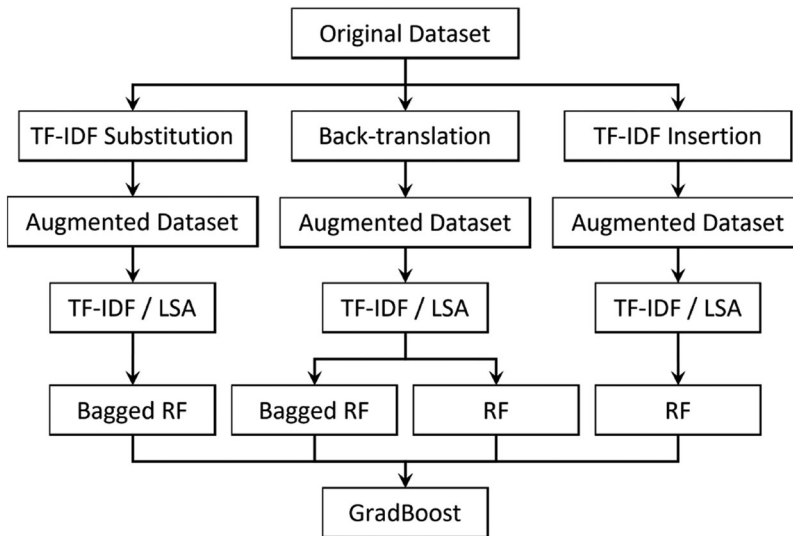 Original Dataset
TF-IDF Substitution
Back-translation
TF-IDF Insertion
Augmented Dataset
Augmented Dataset
Augmented Dataset
TF-IDF / LSA
TF-IDF / LSA
TF-IDF / LSA
Bagged RF
Bagged RF
RF
RF
GradBoost